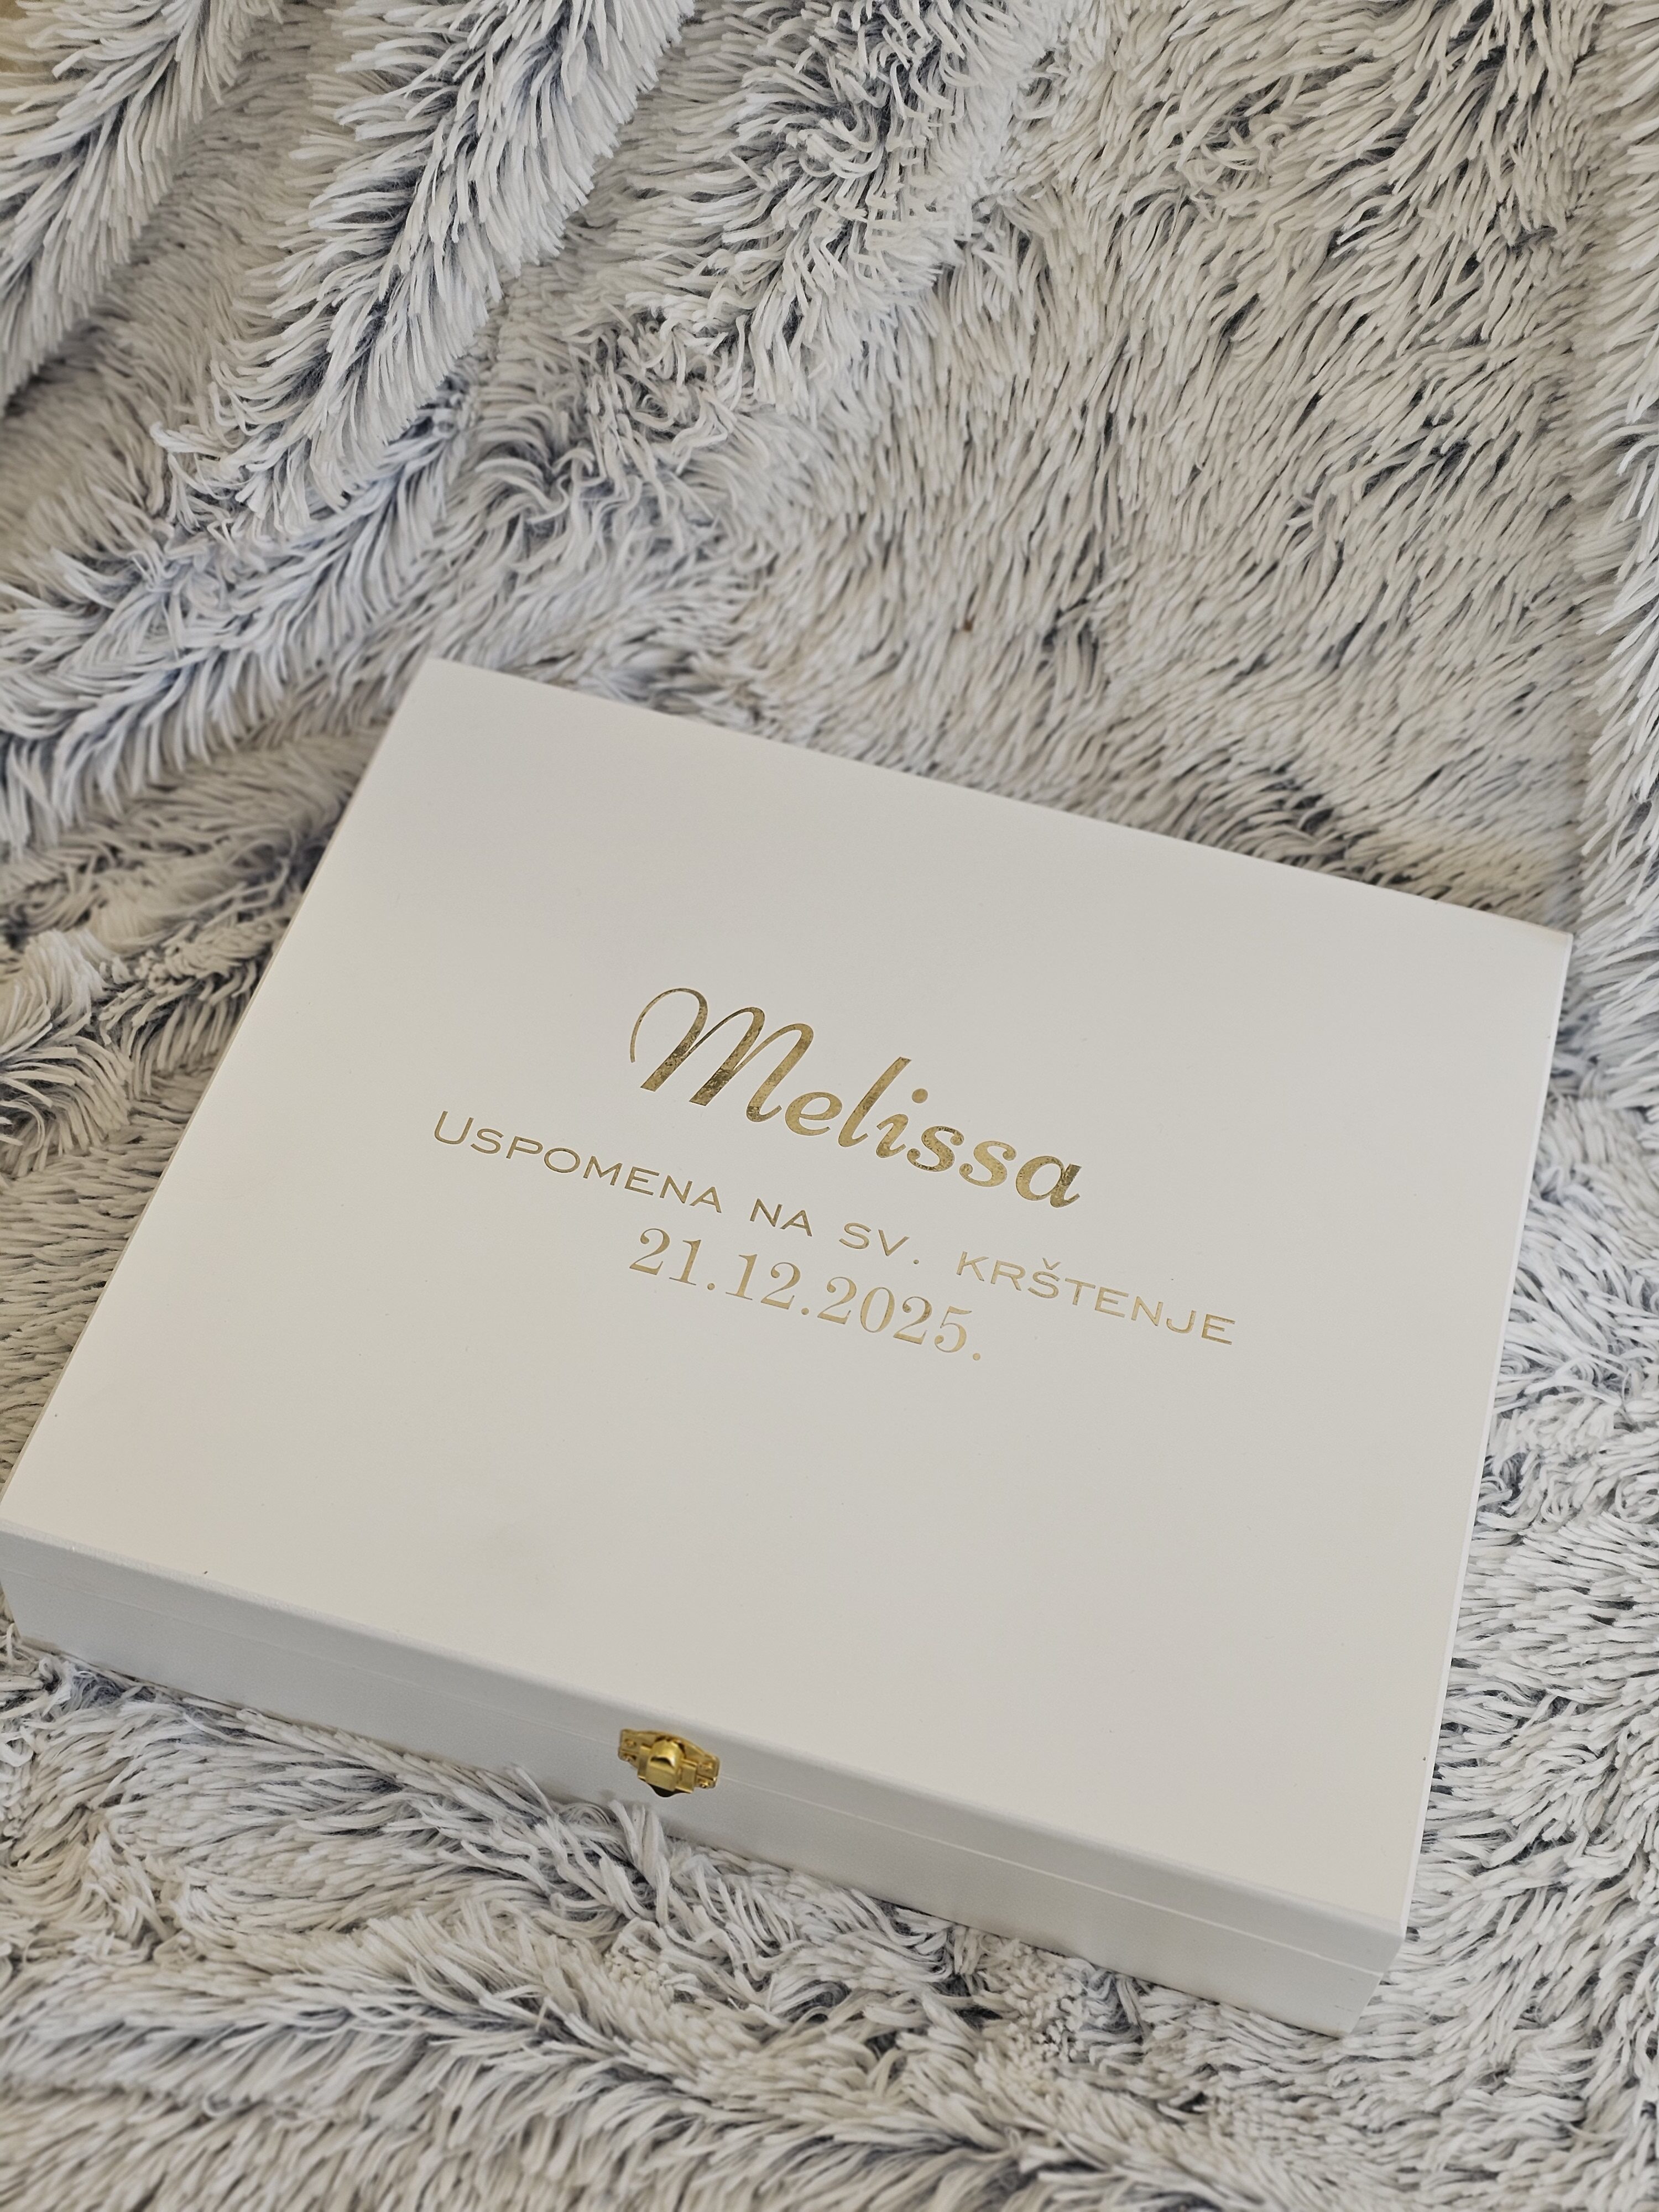 Melissa
USPOMENA NA SV. KRŠTENJE
21.12.2025.